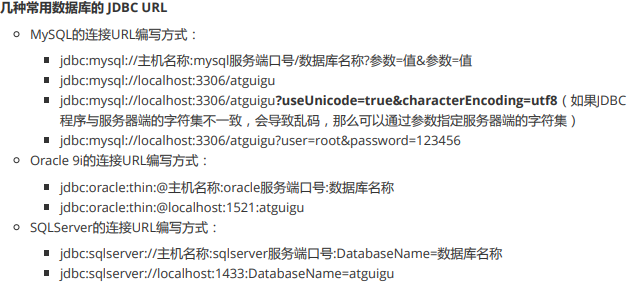 几种常用数据库的 JDBC URL
MySQL的连接URL编写方式：
jdbc:mysql://主机名称:mysql服务端口号/数据库名称?参数=值&参数=值
jdbc:mysql://localhost:3306/atguigu
jdbc:mysql://localhost:3306/atguigu?useUnicode=true&characterEncoding=utf8（如果JDBC
程序与服务器端的字符集不一致，会导致乱码，那么可以通过参数指定服务器端的字符集）
jdbc:mysql://localhost:3306/atguigu?user=root&password=123456
Oracle 9i的连接URL编写方式：
jdbc:oracle:thin:@主机名称:oracle服务端口号:数据库名称
jdbc:oracle:thin:@localhost:1521:atguigu
SQLServer的连接URL编写方式：
jdbc:sqlserver://主机名称:sqlserver服务端口号:DatabaseName=数据库名称
jdbc:sqlserver://localhost:1433:DatabaseName=atguigu